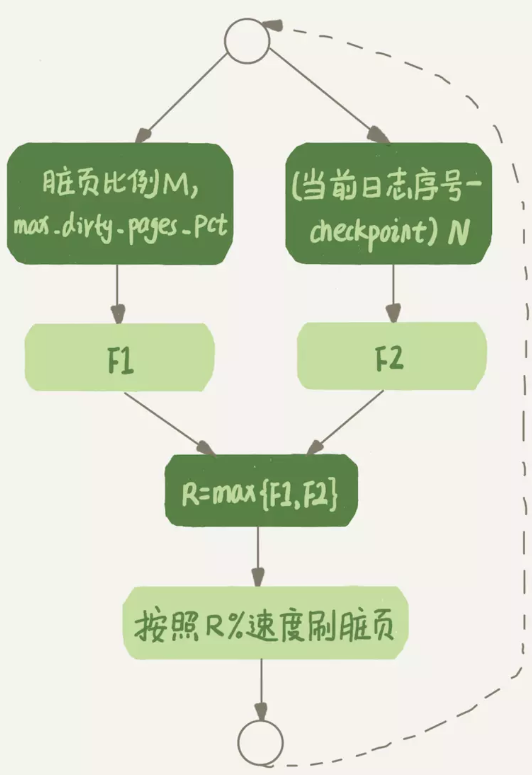 脏页比例M,
max_dirty_pages_pct
(当前日志序号-
checkpoint) N
F1
F2
R=max{F1,F2}
按照R%速度刷脏页